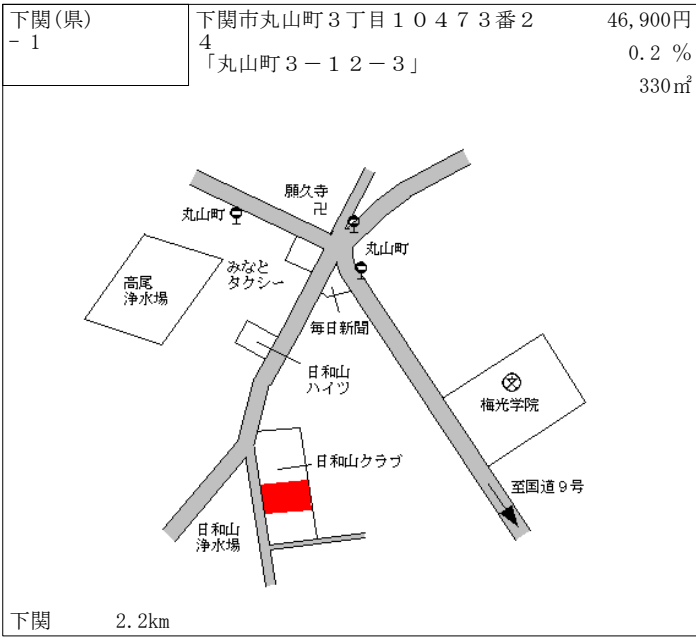 下関(県)
－1
下関市丸山町３丁目１０４７３番２
４
「丸山町３－１２－３」
46,900円
0.2 %
330㎡
願久寺
卍
丸山町
丸山町
みなと
タクシー
高尾
浄水場
毎日新聞
日和山
ハイツ
文
梅光学院
日和山クラブ
至国道９号
日和山
浄水場
下関 2.2km